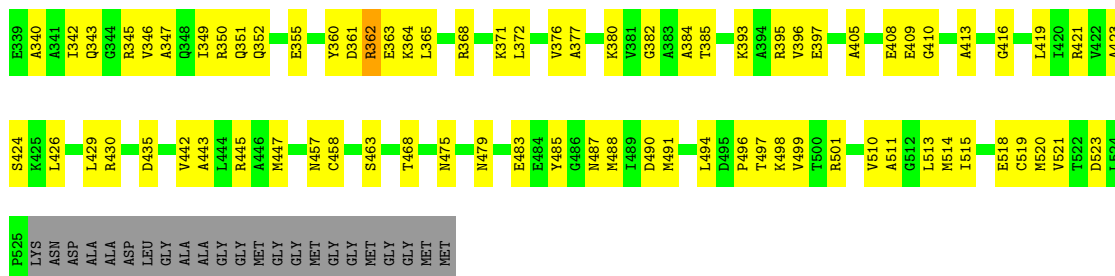 E339 A340 A341 I342 Q343 G344 R345 V346 A347 Q348 I349 R350 Q351 Q352 E355 Y360 D361 R362 E363 K364 L365 R368 K371 L372 V376 A377 K380 V381 G382 A383 A384 T385 K393 A394 R395 V396 E397 A405 E408 E409 G410 A413 G416 L419 I420 R421 V422 A423
S424 K425 L426 L429 R430 D435 V442 A443 L444 R445 A446 M447 N457 C458 S463 T468 N475 N479 E483 E484 Y485 G486 N487 M488 I489 D490 M491 L494 D495 P496 T497 K498 V499 T500 R501 V510 A511 G512 L513 M514 I515 E518 C519 M520 V521 T522 D523 L524
P525 LYS ASN ASP ALA ALA ASP LEU GLY ALA ALA GLY GLY MET GLY GLY MET GLY GLY MET GLY GLY MET MET